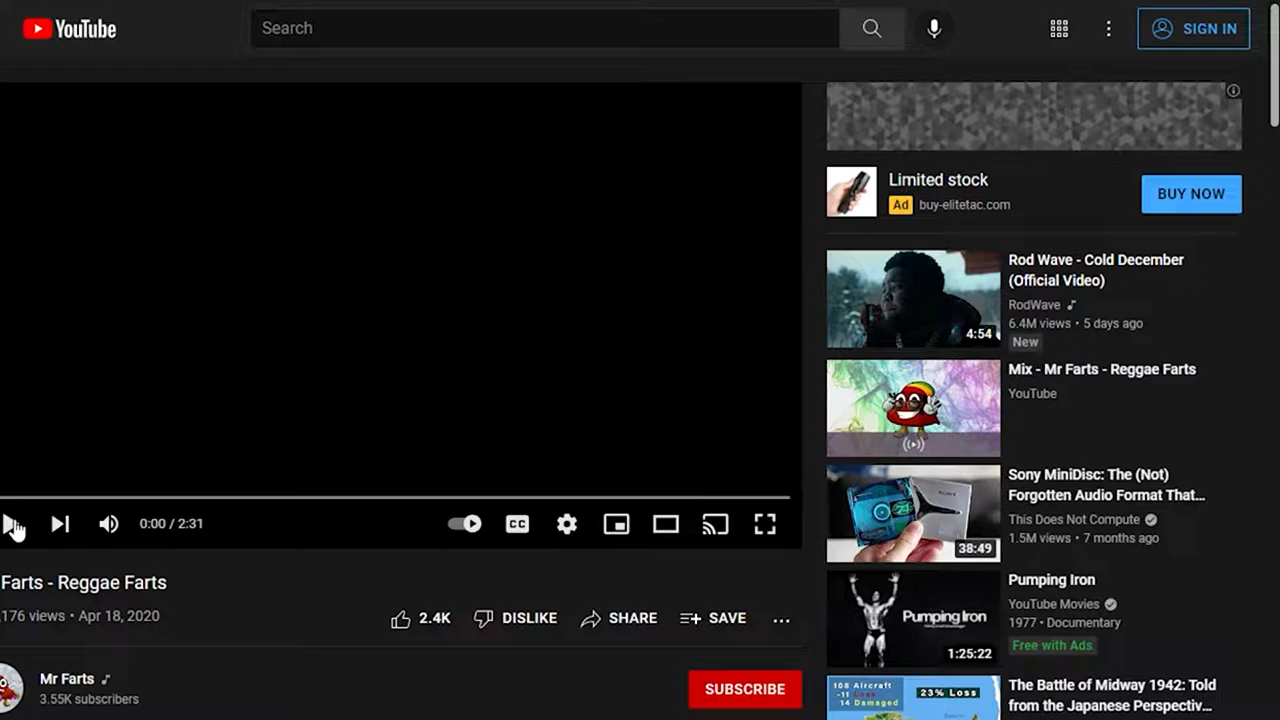 YouTube
Search
SIGN IN
Limited stock
Ad buy-elitetac.com
BUY NOW
Rod Wave - Cold December
(Official Video)
RodWave
6.4M views • 5 days ago
New
4:54
Mix - Mr Farts - Reggae Farts
YouTube
Sony MiniDisc: The (Not)
Forgotten Audio Format That...
This Does Not Compute
1.5M views • 7 months ago
38:49
Pumping Iron
YouTube Movies
1977 • Documentary
Free with Ads
Pumping Iron
1:25:22
The Battle of Midway 1942: Told
from the Japanese Perspectiv...
108 Aircraft
-11
14 Damaged
23% Loss
0:00 / 2:31
CC
Farts - Reggae Farts
176 views • Apr 18, 2020
2.4K
DISLIKE
SHARE
SAVE
Mr Farts
3.55K subscribers
SUBSCRIBE